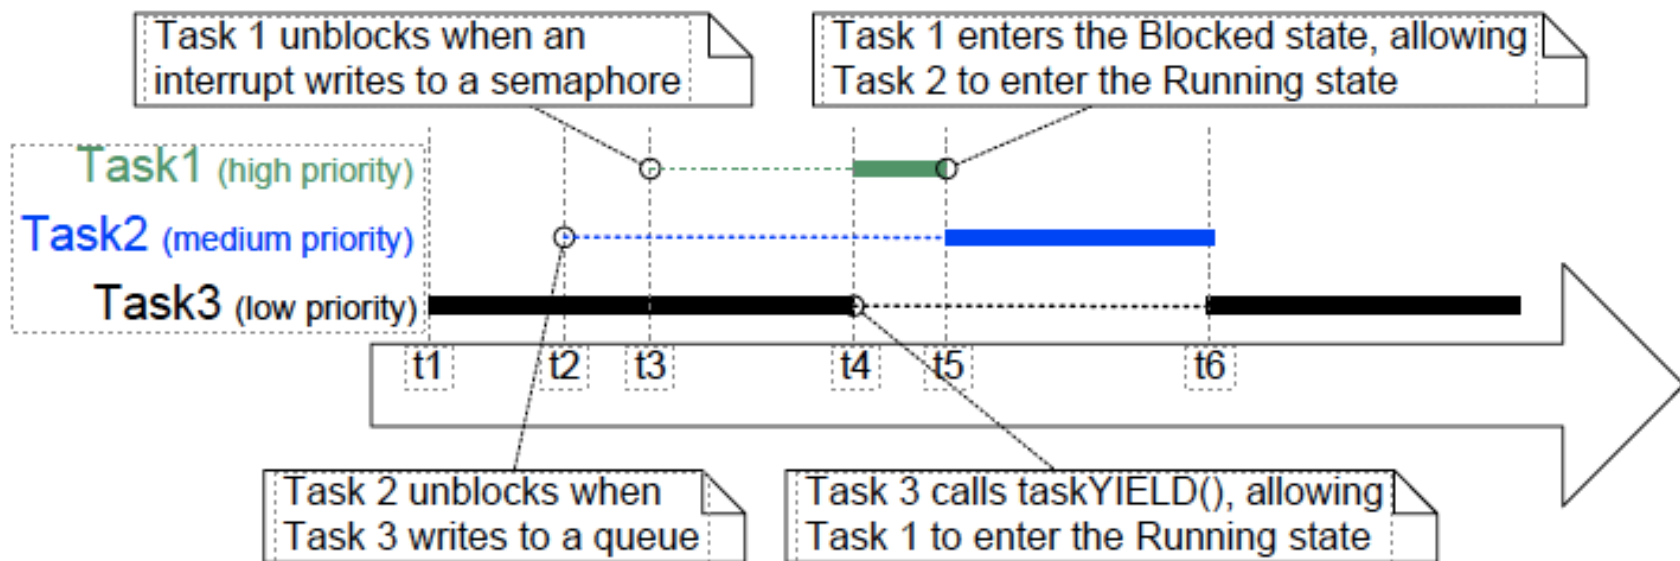 Task 1 unblocks when an
interrupt writes to a semaphore
Task 1 enters the Blocked state, allowing
Task 2 to enter the Running state
Task1 (high priority)
Task2 (medium priority)
Task3 (low priority)
t1 t2 t3 t4 t5 t6
Task 2 unblocks when
Task 3 writes to a queue
Task 3 calls taskYIELD(), allowing
Task 1 to enter the Running state